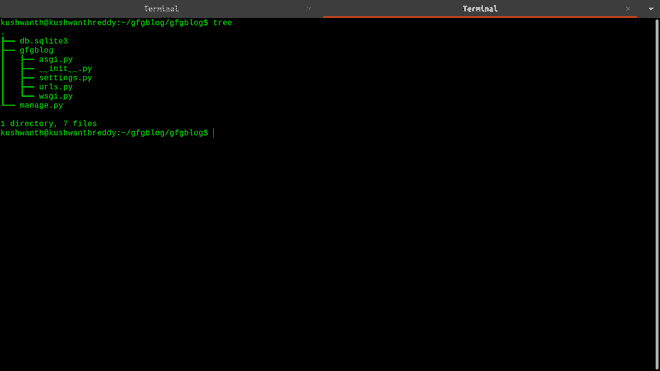 Terminal
Terminal
kushwanth@kushwanthreddy:~/gfgblog/gfgblog$ tree
.
├── db.sqlite3
├── gfgblog
│   ├── asgi.py
│   ├── __init__.py
│   ├── settings.py
│   ├── urls.py
│   └── wsgi.py
└── manage.py
1 directory, 7 files
kushwanth@kushwanthreddy:~/gfgblog/gfgblog$